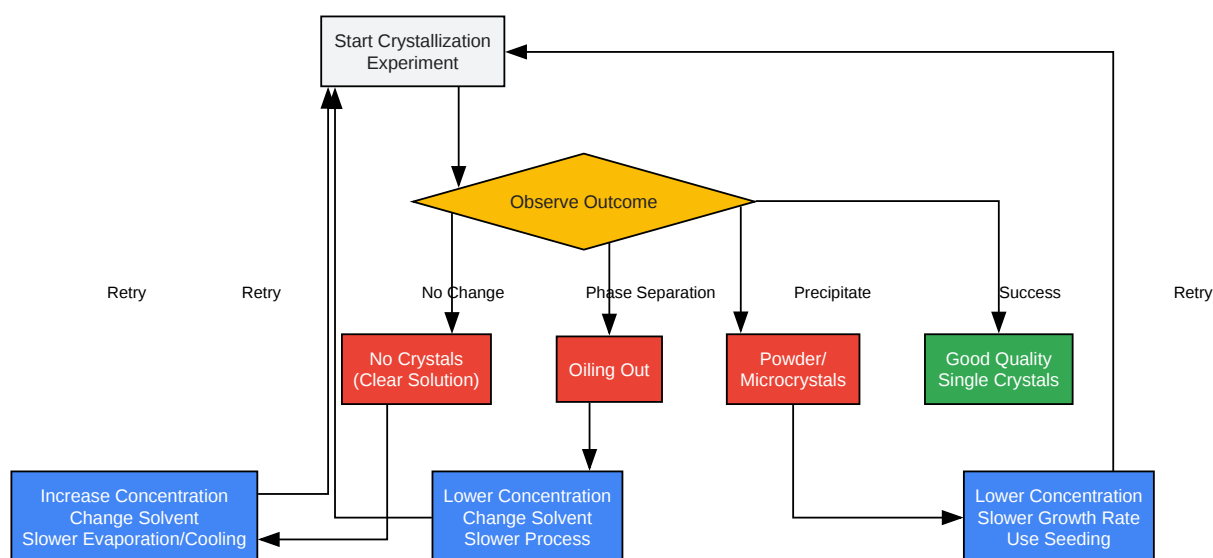 Start Crystallization
Experiment
Observe Outcome
Retry
Retry
No Change
Phase Separation
Precipitate
Success
Retry
No Crystals
(Clear Solution)
Oiling Out
Powder/
Microcrystals
Good Quality
Single Crystals
Increase Concentration
Change Solvent
Slower Evaporation/Cooling
Lower Concentration
Change Solvent
Slower Process
Lower Concentration
Slower Growth Rate
Use Seeding